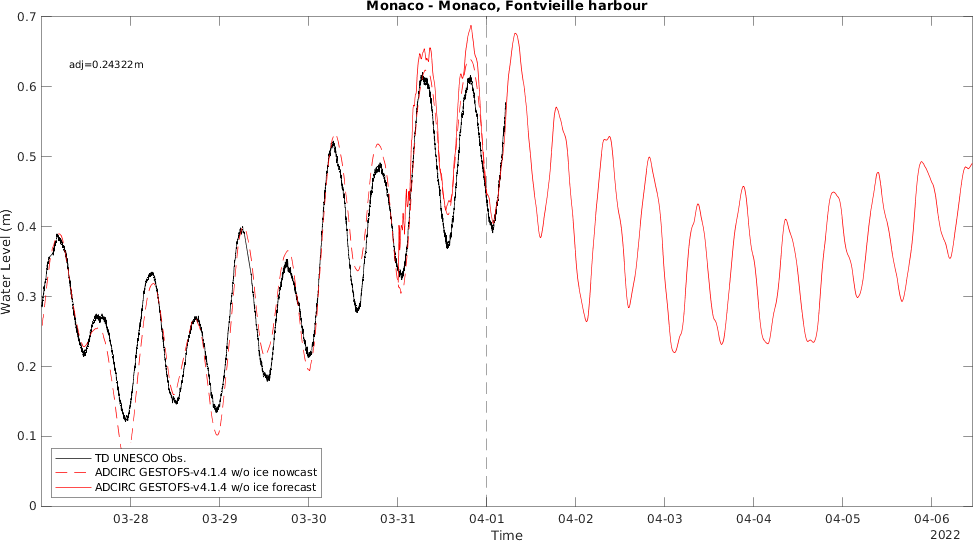 Monaco - Monaco, Fontvieille harbour
0.7
adj=0.24322m
0.6
0.5
0.4
0.3
0.2
0.1
0
Water Level (m)
TD UNESCO Obs.
ADCIRC GESTOFS-v4.1.4 w/o ice nowcast
ADCIRC GESTOFS-v4.1.4 w/o ice forecast
03-28 03-29 03-30 03-31 04-01 04-02 04-03 04-04 04-05 04-06
Time 2022